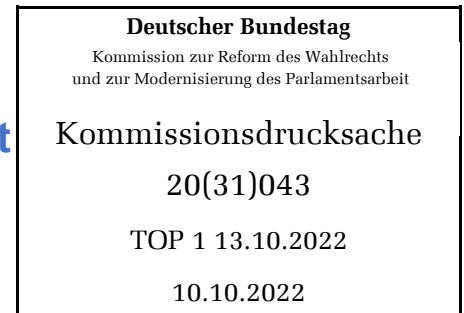 Deutscher Bundestag
Kommission zur Reform des Wahlrechts
und zur Modernisierung des Parlamentsarbeit
t
Kommissionsdrucksache
20(31)043
TOP 1 13.10.2022
10.10.2022